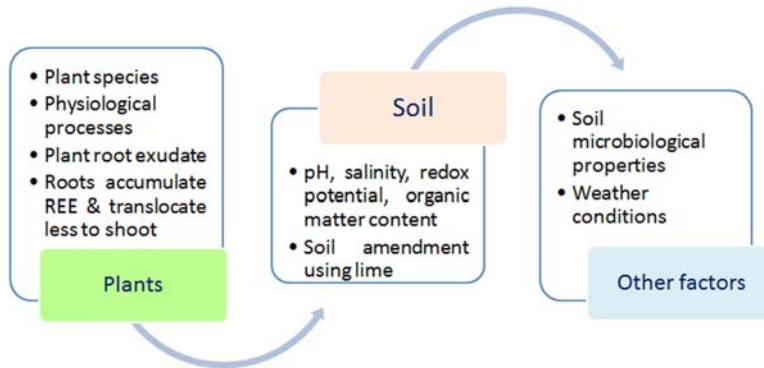 • Plant species
• Physiological
processes
• Plant root exudate
• Roots accumulate
REE & translocate
less to shoot
Plants
Soil
• pH, salinity, redox
potential, organic
matter content
• Soil amendment
using lime
• Soil
microbiological
properties
• Weather
conditions
Other factors